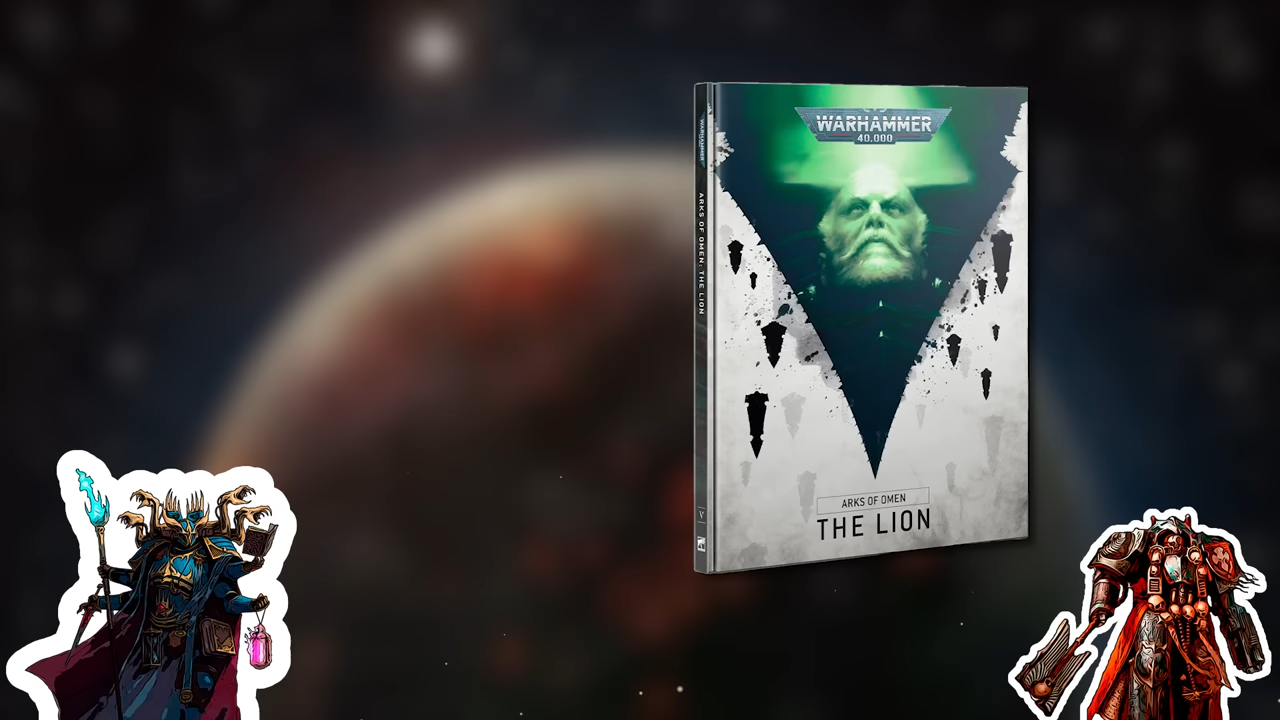 WARHAMMER
40,000
ARKS OF OMEN
THE LION
WARHAMMER
ARKS OF OMEN: THE LION
V